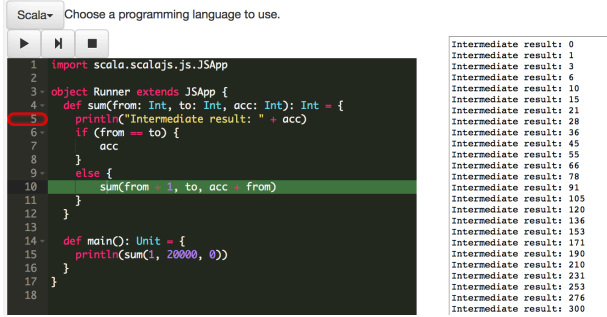 Scala Choose a programming language to use.
1 import scala.scalajs.js.JSApp
2
3 object Runner extends JSApp {
4 def sum(from: Int, to: Int, acc: Int): Int = {
5 println("Intermediate result: " + acc)
6 if (from == to) {
7 acc
8 }
9 else {
10 sum(from + 1, to, acc + from)
11 }
12 }
13
14 def main(): Unit = {
15 println(sum(1, 20000, 0))
16 }
17 }
18
Intermediate result: 0
Intermediate result: 1
Intermediate result: 3
Intermediate result: 6
Intermediate result: 10
Intermediate result: 15
Intermediate result: 21
Intermediate result: 28
Intermediate result: 36
Intermediate result: 45
Intermediate result: 55
Intermediate result: 66
Intermediate result: 78
Intermediate result: 91
Intermediate result: 105
Intermediate result: 120
Intermediate result: 136
Intermediate result: 153
Intermediate result: 171
Intermediate result: 190
Intermediate result: 210
Intermediate result: 231
Intermediate result: 253
Intermediate result: 276
Intermediate result: 300